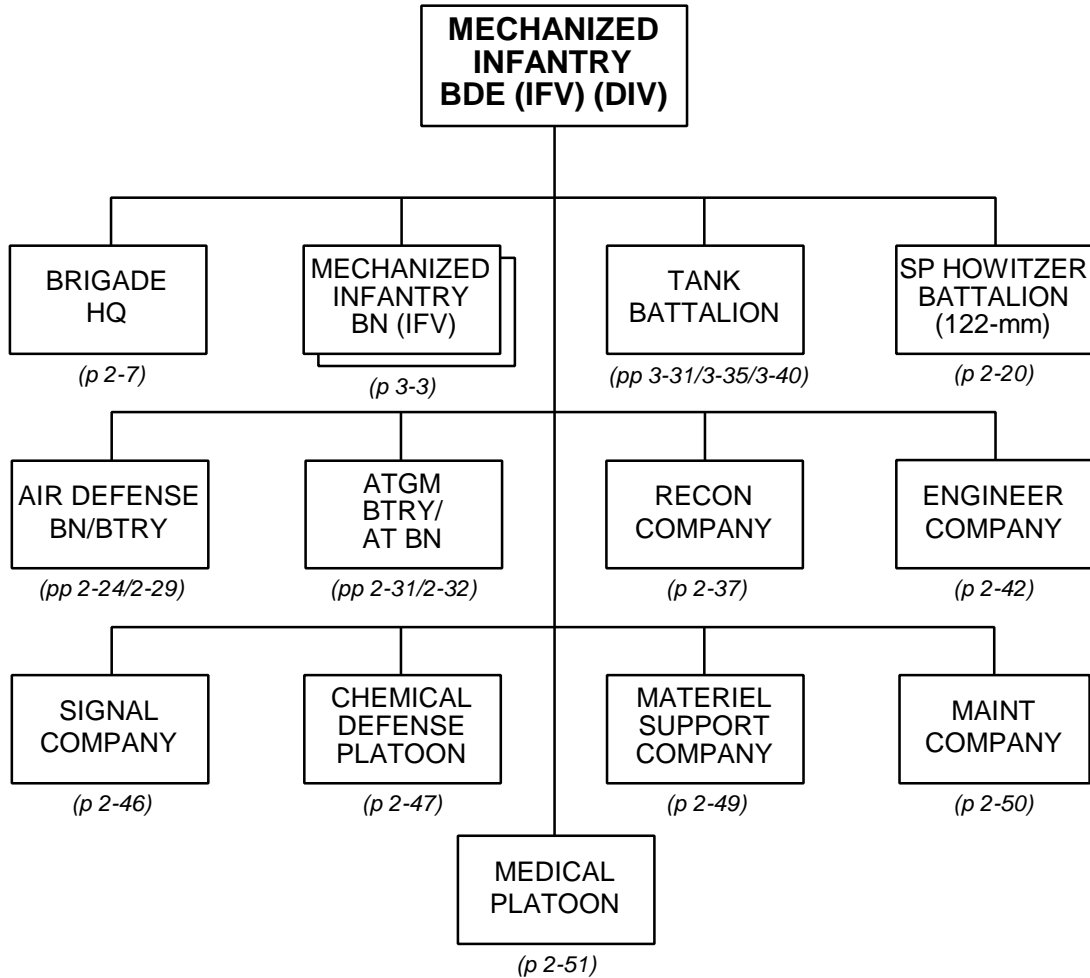 MECHANIZED
INFANTRY
BDE (IFV) (DIV)
BRIGADE
HQ
(p 2-7)
MECHANIZED
INFANTRY
BN (IFV)
(p 3-3)
TANK
BATTALION
(pp 3-31/3-35/3-40)
SP HOWITZER
BATTALION
(122-mm)
(p 2-20)
AIR DEFENSE
BN/BTRY
(pp 2-24/2-29)
ATGM
BTRY/
AT BN
(pp 2-31/2-32)
RECON
COMPANY
(p 2-37)
ENGINEER
COMPANY
(p 2-42)
SIGNAL
COMPANY
(p 2-46)
CHEMICAL
DEFENSE
PLATOON
(p 2-47)
MATERIEL
SUPPORT
COMPANY
(p 2-49)
MAINT
COMPANY
(p 2-50)
MEDICAL
PLATOON
(p 2-51)